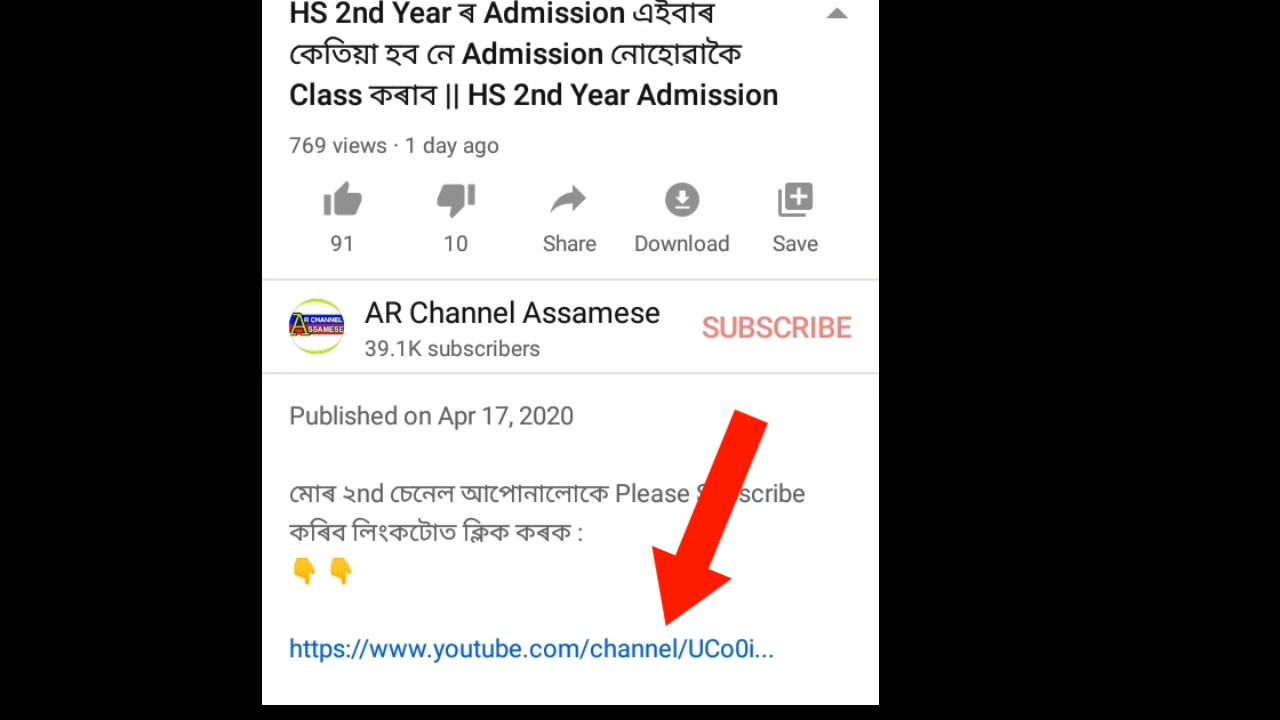 HS 2nd Year ৰ Admission এইবাৰ
কেতিয়া হব নে Admission নোহোৱাকৈ
Class কৰাব || HS 2nd Year Admission
769 views · 1 day ago
91 10 Share Download Save
AR CHANNEL
ASSAMESE
AR Channel Assamese
SUBSCRIBE
39.1K subscribers
Published on Apr 17, 2020
মোৰ ২nd চেনেল আপোনালোকে Please
কৰিব লিংকটোত ক্লিক কৰক :
👇 👇
https://www.youtube.com/channel/UCo0i...